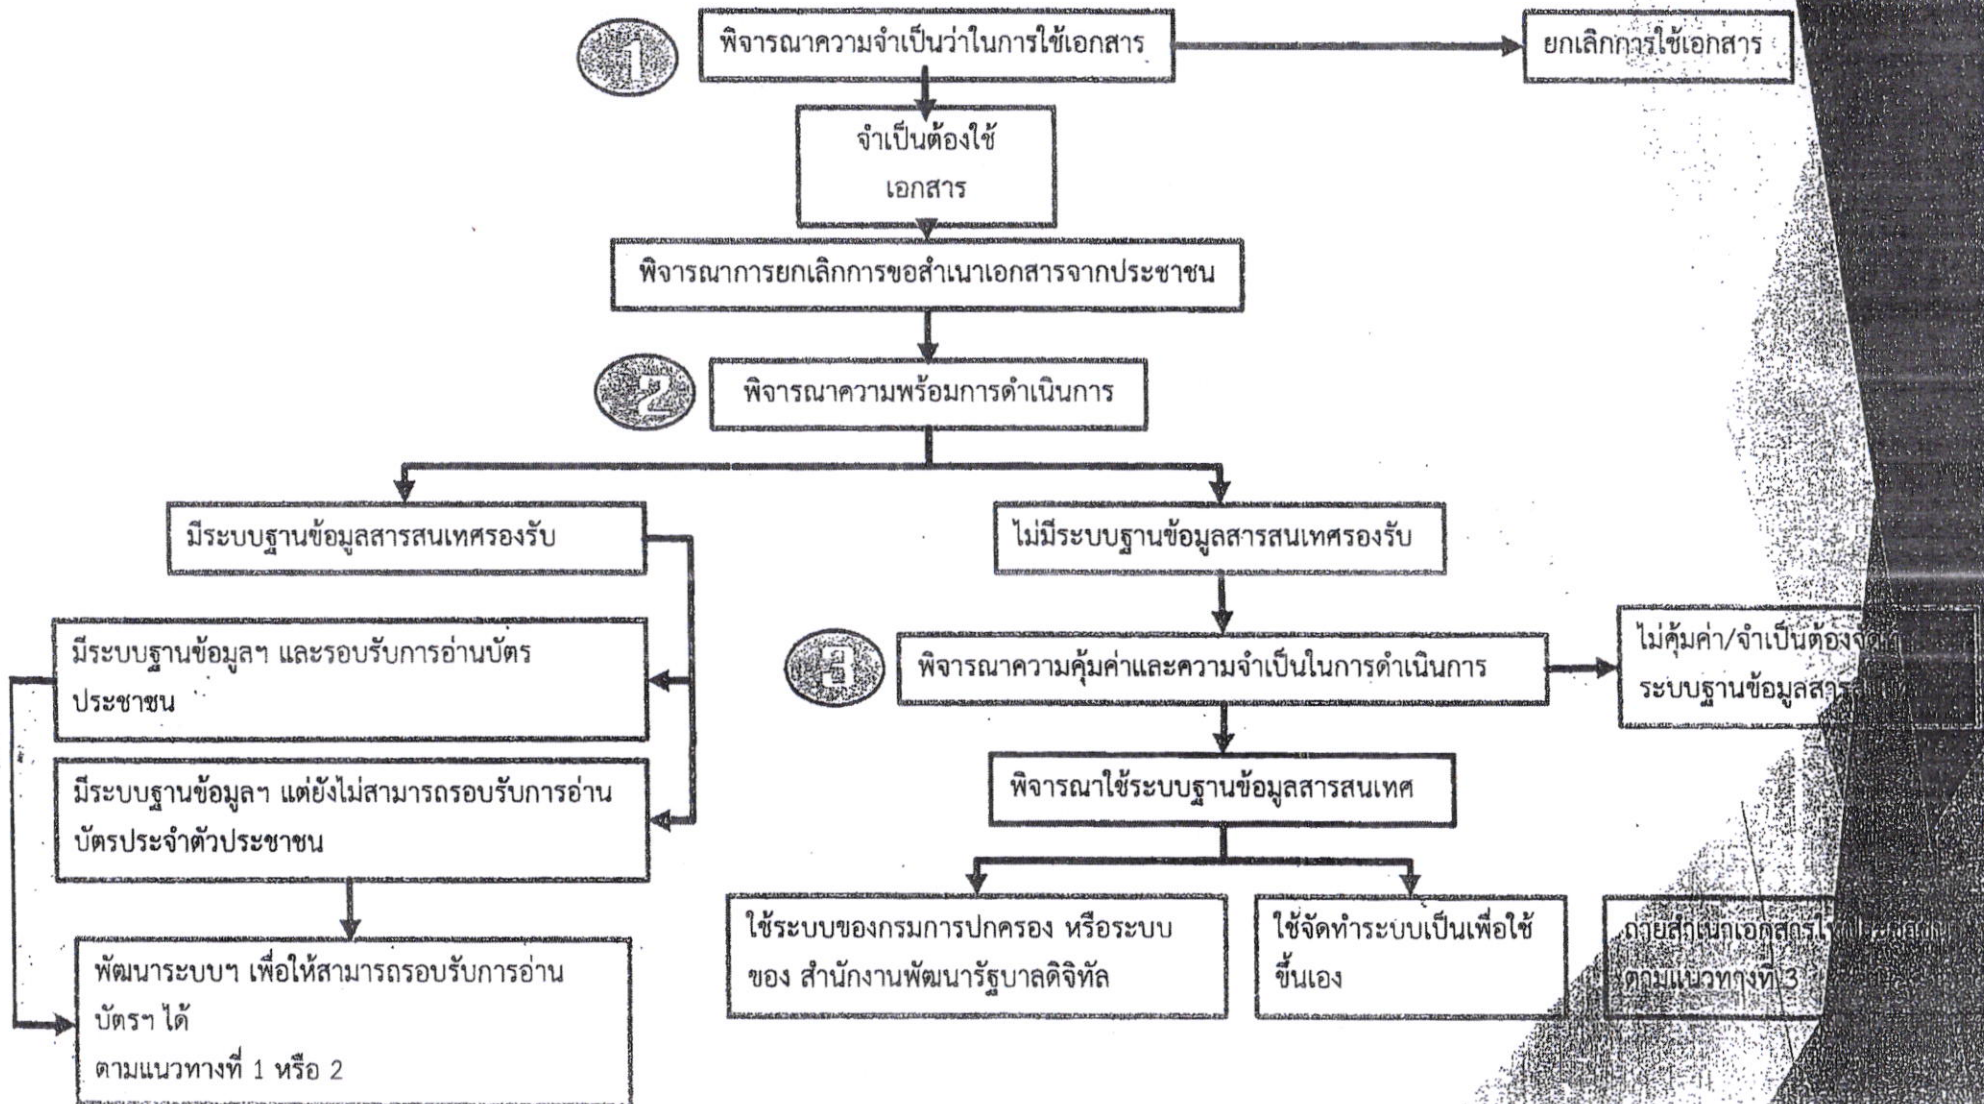 1
พิจารณาความจำเป็นว่าในการใช้เอกสาร
ยกเลิกการใช้เอกสาร
จำเป็นต้องใช้
เอกสาร
พิจารณาการยกเลิกการขอสำเนาเอกสารจากประชาชน
2
พิจารณาความพร้อมการดำเนินการ
มีระบบฐานข้อมูลสารสนเทศรองรับ
ไม่มีระบบฐานข้อมูลสารสนเทศรองรับ
มีระบบฐานข้อมูลฯ และรอบรับการอ่านบัตร
ประชาชน
3
พิจารณาความคุ้มค่าและความจำเป็นในการดำเนินการ
ไม่คุ้มค่า/จำเป็นต้อง
ระบบฐานข้อมูล
มีระบบฐานข้อมูลฯ แต่ยังไม่สามารถรอบรับการอ่าน
บัตรประจำตัวประชาชน
พิจารณาใช้ระบบฐานข้อมูลสารสนเทศ
ใช้ระบบของกรมการปกครอง หรือระบบ
ของ สำนักงานพัฒนารัฐบาลดิจิทัล
ใช้จัดทำระบบเป็นเพื่อใช้
ขึ้นเอง
ถ่ายสำเนาเอกสาร
ตามแนวทางที่ 3
พัฒนาระบบฯ เพื่อให้สามารถรอบรับการอ่าน
บัตรฯ ได้
ตามแนวทางที่ 1 หรือ 2